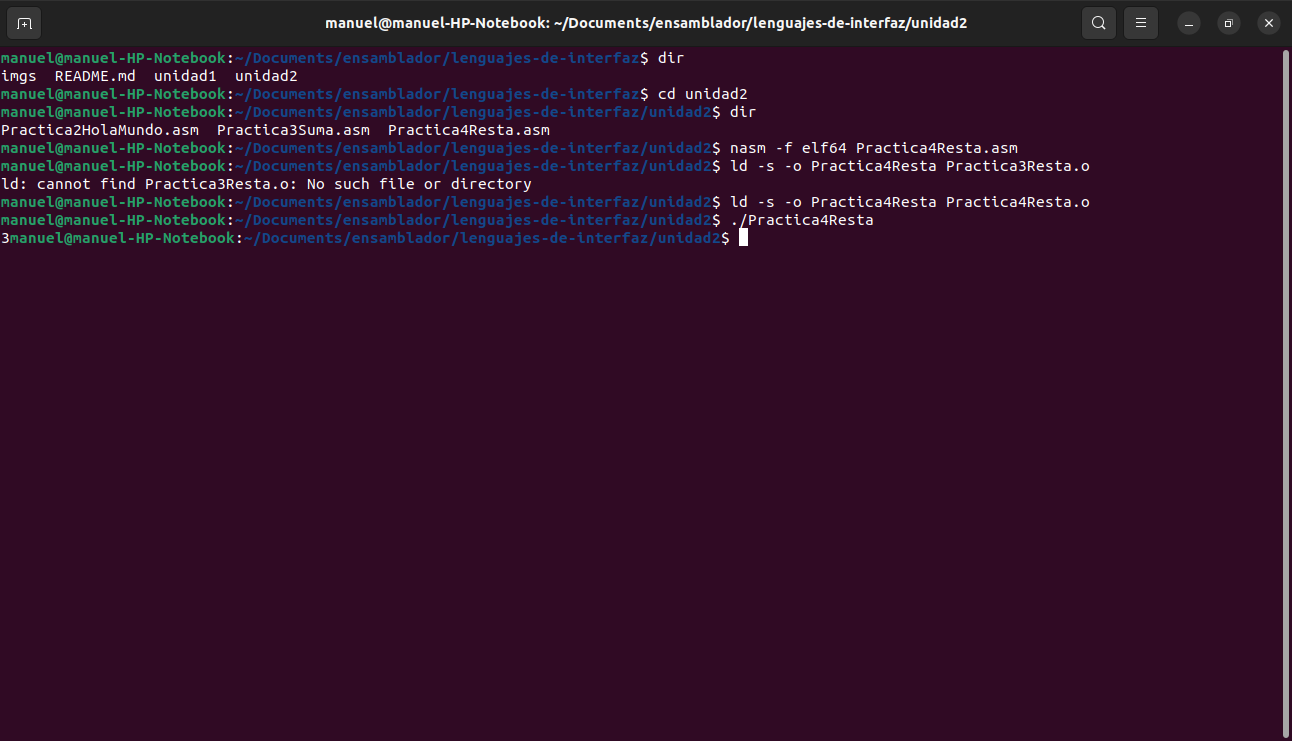 manuel@manuel-HP-Notebook: ~/Documents/ensamblador/lenguajes-de-interfaz/unidad2
manuel@manuel-HP-Notebook:~/Documents/ensamblador/lenguajes-de-interfaz$ dir
imgs  README.md  unidad1  unidad2
manuel@manuel-HP-Notebook:~/Documents/ensamblador/lenguajes-de-interfaz$ cd unidad2
manuel@manuel-HP-Notebook:~/Documents/ensamblador/lenguajes-de-interfaz/unidad2$ dir
Practica2HolaMundo.asm  Practica3Suma.asm  Practica4Resta.asm
manuel@manuel-HP-Notebook:~/Documents/ensamblador/lenguajes-de-interfaz/unidad2$ nasm -f elf64 Practica4Resta.asm
manuel@manuel-HP-Notebook:~/Documents/ensamblador/lenguajes-de-interfaz/unidad2$ ld -s -o Practica4Resta Practica3Resta.o
ld: cannot find Practica3Resta.o: No such file or directory
manuel@manuel-HP-Notebook:~/Documents/ensamblador/lenguajes-de-interfaz/unidad2$ ld -s -o Practica4Resta Practica4Resta.o
manuel@manuel-HP-Notebook:~/Documents/ensamblador/lenguajes-de-interfaz/unidad2$ ./Practica4Resta
3manuel@manuel-HP-Notebook:~/Documents/ensamblador/lenguajes-de-interfaz/unidad2$